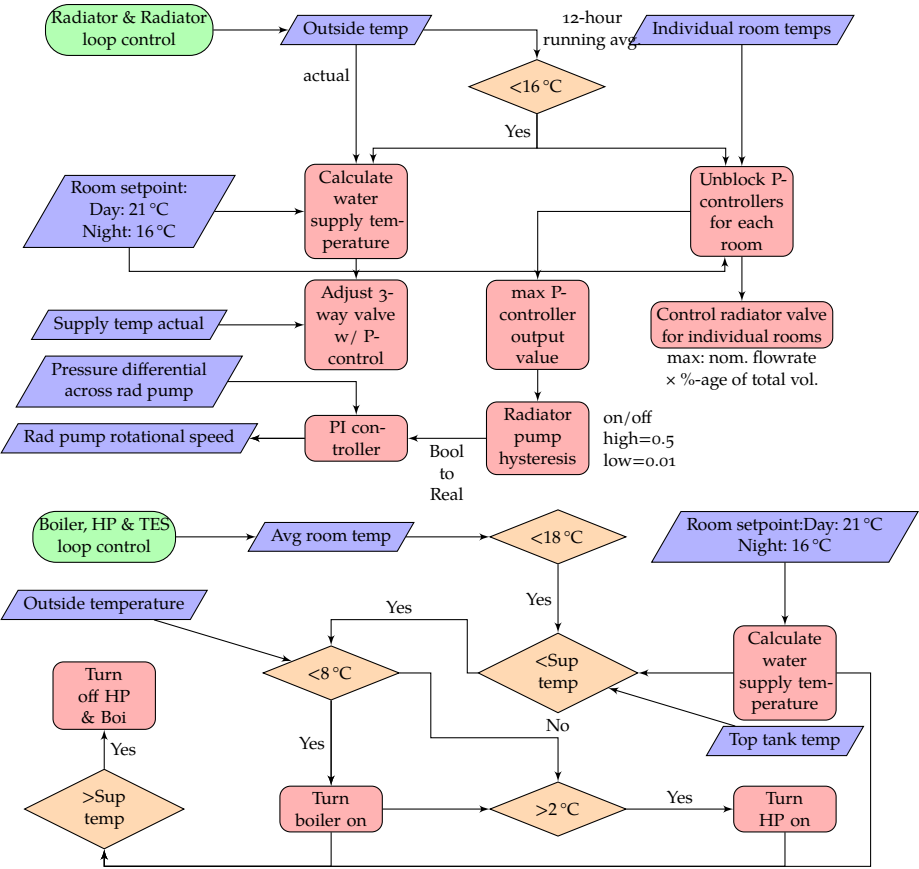 Radiator & Radiator
loop control
Outside temp
12-hour
running avg.
Individual room temps
actual
<16 °C
Yes
Room setpoint:
Day: 21 °C
Night: 16 °C
Calculate
water
supply tem-
perature
Unblock P-
controllers
for each
room
Supply temp actual
Adjust 3-
way valve
w/ P-
control
max P-
controller
output
value
Control radiator valve
for individual rooms
max: nom. flowrate
× %-age of total vol.
Pressure differential
across rad pump
Rad pump rotational speed
PI con-
troller
Bool
to
Real
Radiator
pump
hysteresis
on/off
high=0.5
low=0.01
Boiler, HP & TES
loop control
Avg room temp
<18 °C
Room setpoint:Day: 21 °C
Night: 16 °C
Yes
Outside temperature
Yes
<8 °C
<Sup
temp
Calculate
water
supply tem-
perature
Turn
off HP
& Boi
Yes
Yes
No
Top tank temp
>Sup
temp
Turn
boiler on
>2 °C
Yes
Turn
HP on